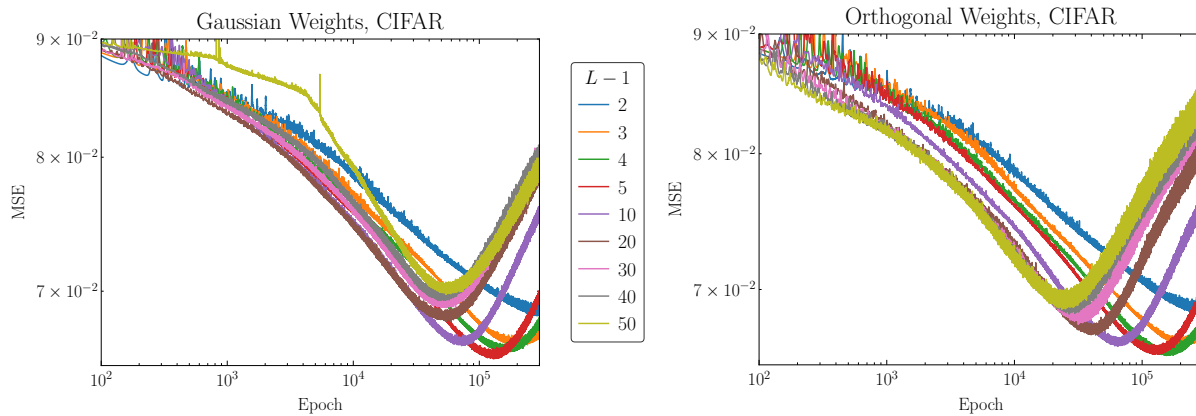 Gaussian Weights, CIFAR
9 × 10⁻²
8 × 10⁻²
7 × 10⁻²
MSE
10² 10³ 10⁴ 10⁵
Epoch
L − 1
2
3
4
5
10
20
30
40
50
Orthogonal Weights, CIFAR
9 × 10⁻²
8 × 10⁻²
7 × 10⁻²
MSE
10² 10³ 10⁴ 10⁵
Epoch